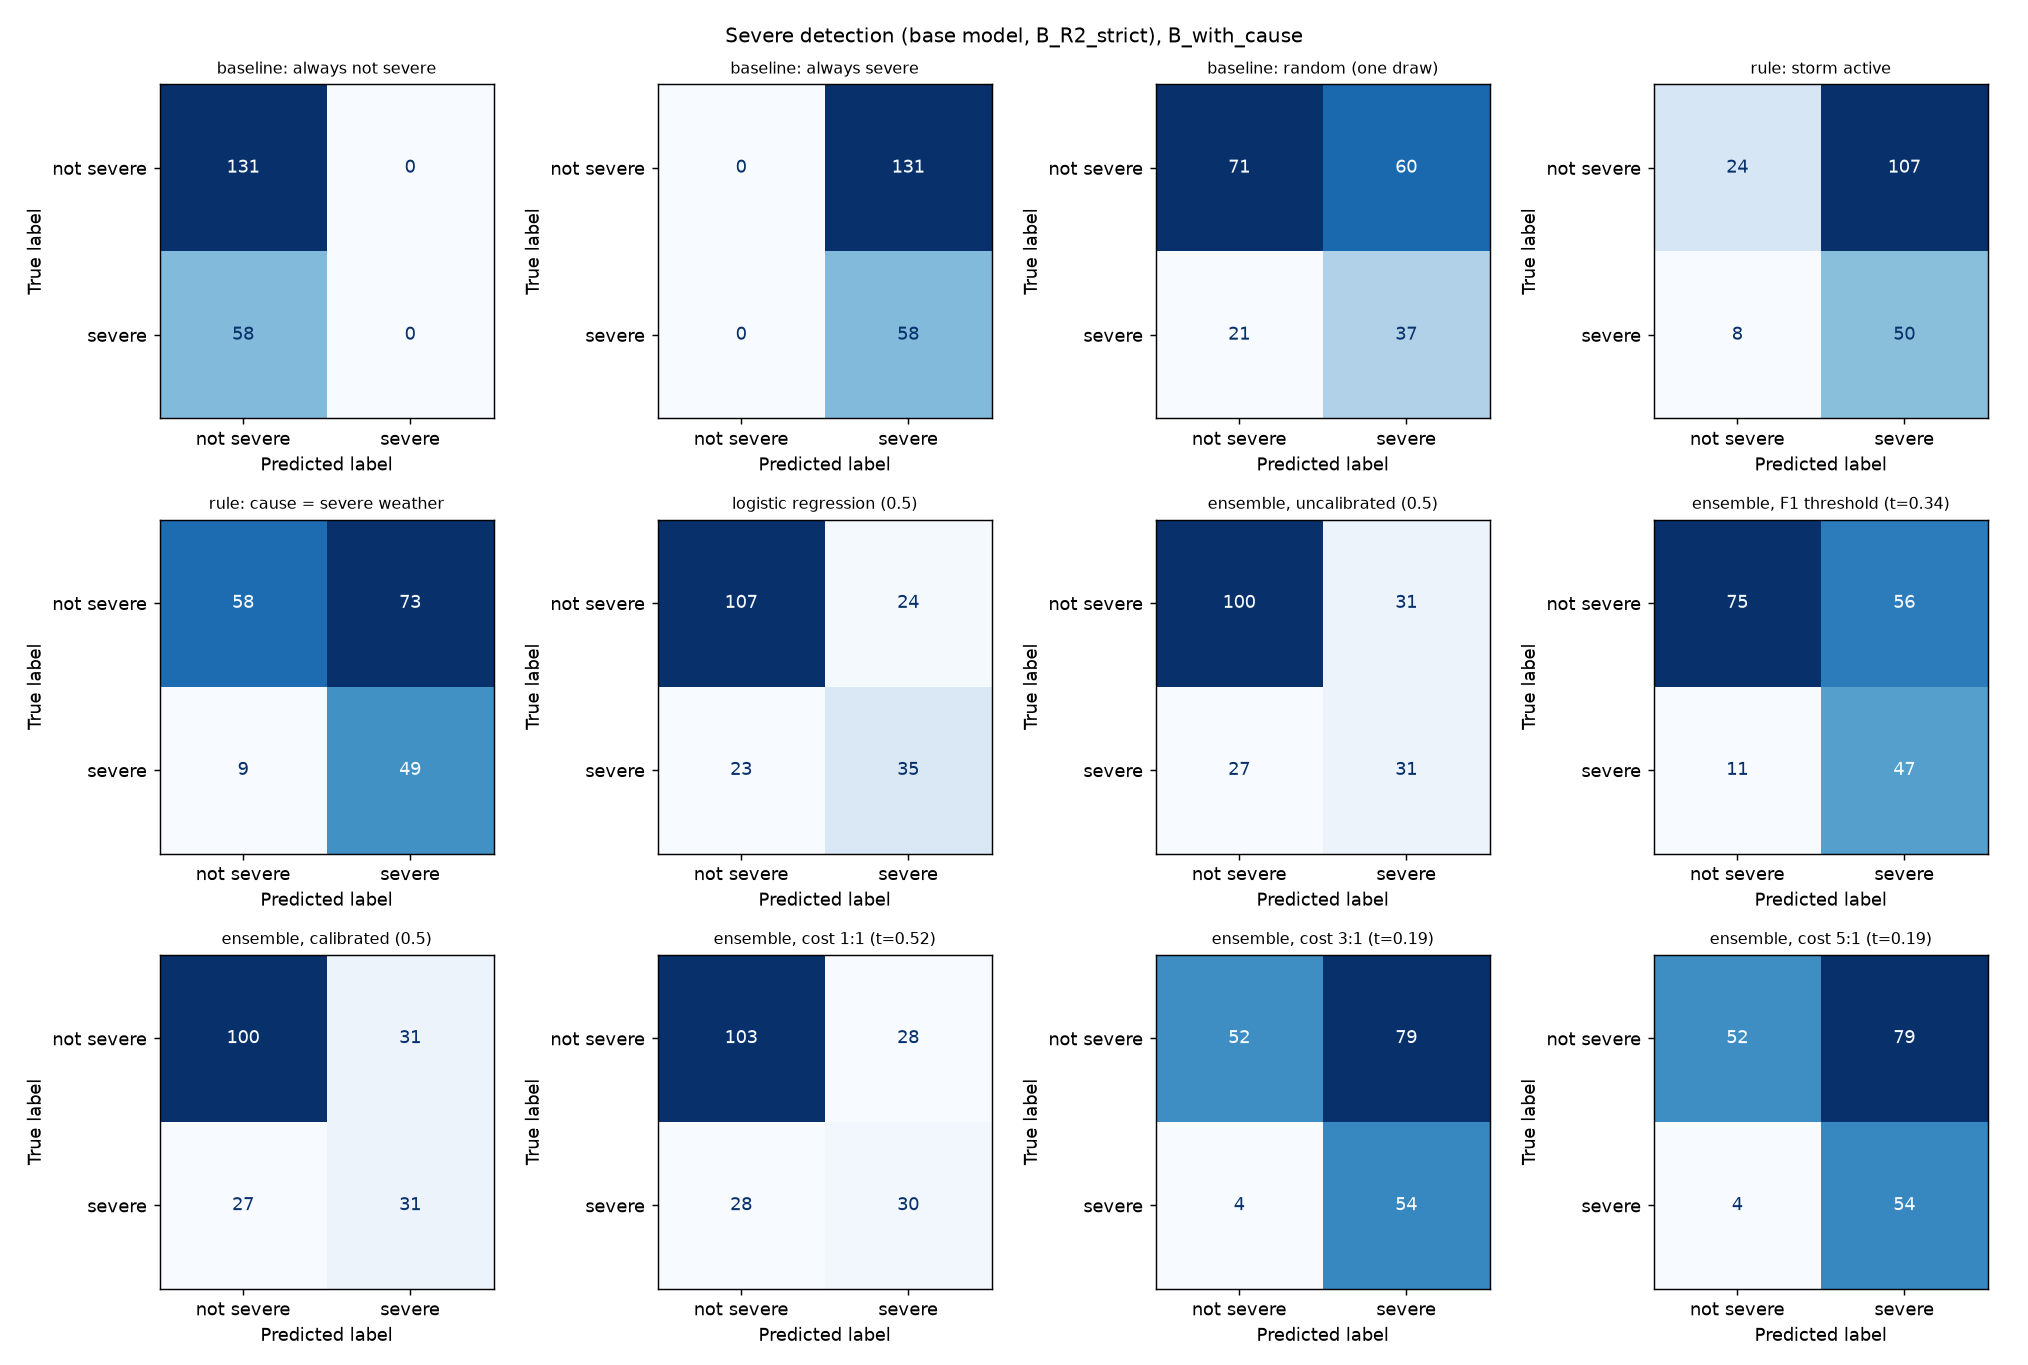 Severe detection (base model, B_R2_strict), B_with_cause
baseline: always not severe
True label
not severe
131
0
severe
58
0
not severe severe
Predicted label
baseline: always severe
True label
not severe
0
131
severe
0
58
not severe severe
Predicted label
baseline: random (one draw)
True label
not severe
71
60
severe
21
37
not severe severe
Predicted label
rule: storm active
True label
not severe
24
107
severe
8
50
not severe severe
Predicted label
rule: cause = severe weather
True label
not severe
58
73
severe
9
49
not severe severe
Predicted label
logistic regression (0.5)
True label
not severe
107
24
severe
23
35
not severe severe
Predicted label
ensemble, uncalibrated (0.5)
True label
not severe
100
31
severe
27
31
not severe severe
Predicted label
ensemble, F1 threshold (t=0.34)
True label
not severe
75
56
severe
11
47
not severe severe
Predicted label
ensemble, calibrated (0.5)
True label
not severe
100
31
severe
27
31
not severe severe
Predicted label
ensemble, cost 1:1 (t=0.52)
True label
not severe
103
28
severe
28
30
not severe severe
Predicted label
ensemble, cost 3:1 (t=0.19)
True label
not severe
52
79
severe
4
54
not severe severe
Predicted label
ensemble, cost 5:1 (t=0.19)
True label
not severe
52
79
severe
4
54
not severe severe
Predicted label